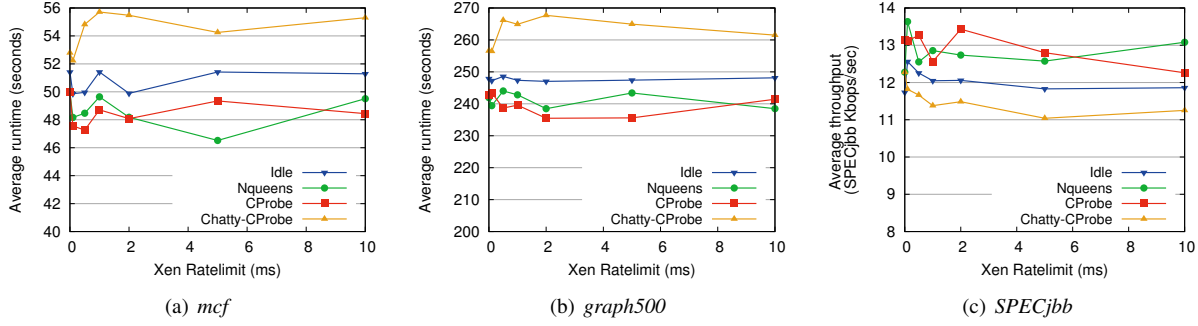 Average runtime (seconds)
56
54
52
50
48
46
44
42
40
Idle
Nqueens
CProbe
Chatty-CProbe
0
2
4
6
8
10
Xen Ratelimit (ms)
(a) mcf
Average runtime (seconds)
270
260
250
240
230
220
210
200
Idle
Nqueens
CProbe
Chatty-CProbe
0
2
4
6
8
10
Xen Ratelimit (ms)
(b) graph500
Average throughput
(SPECjbb Kbops/sec)
14
13
12
11
10
9
8
Idle
Nqueens
CProbe
Chatty-CProbe
0
2
4
6
8
10
Xen Ratelimit (ms)
(c) SPECjbb